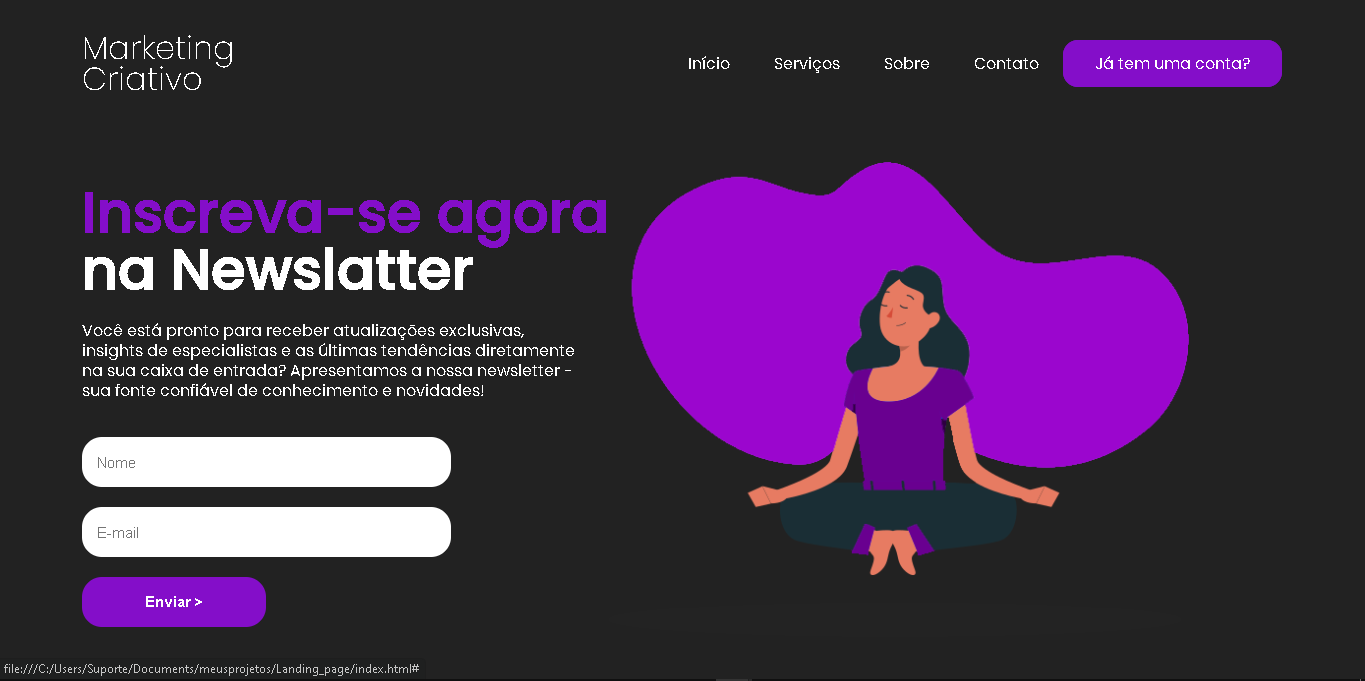 Marketing
Criativo
Início
Serviços
Sobre
Contato
Já tem uma conta?
Inscreva-se agora
na Newslatter
Você está pronto para receber atualizações exclusivas,
insights de especialistas e as últimas tendências diretamente
na sua caixa de entrada? Apresentamos a nossa newsletter -
sua fonte confiável de conhecimento e novidades!
Nome
E-mail
Enviar >
file:///C:/Users/Suporte/Documents/meusprojetos/Landing_page/index.html#